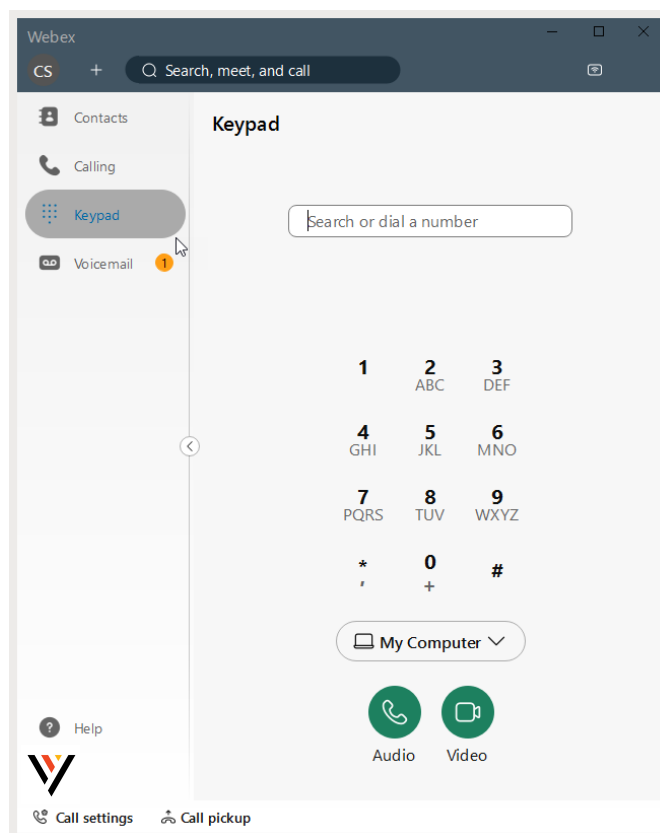 Webex
CS + Search, meet, and call
Contacts
Calling
Keypad
Voicemail 1
Help
Keypad
Search or dial a number
1 2 3
ABC DEF
4 5 6
GHI JKL MNO
7 8 9
PQRS TUV WXYZ
* 0 #
, +
My Computer
Audio Video
Call settings Call pickup